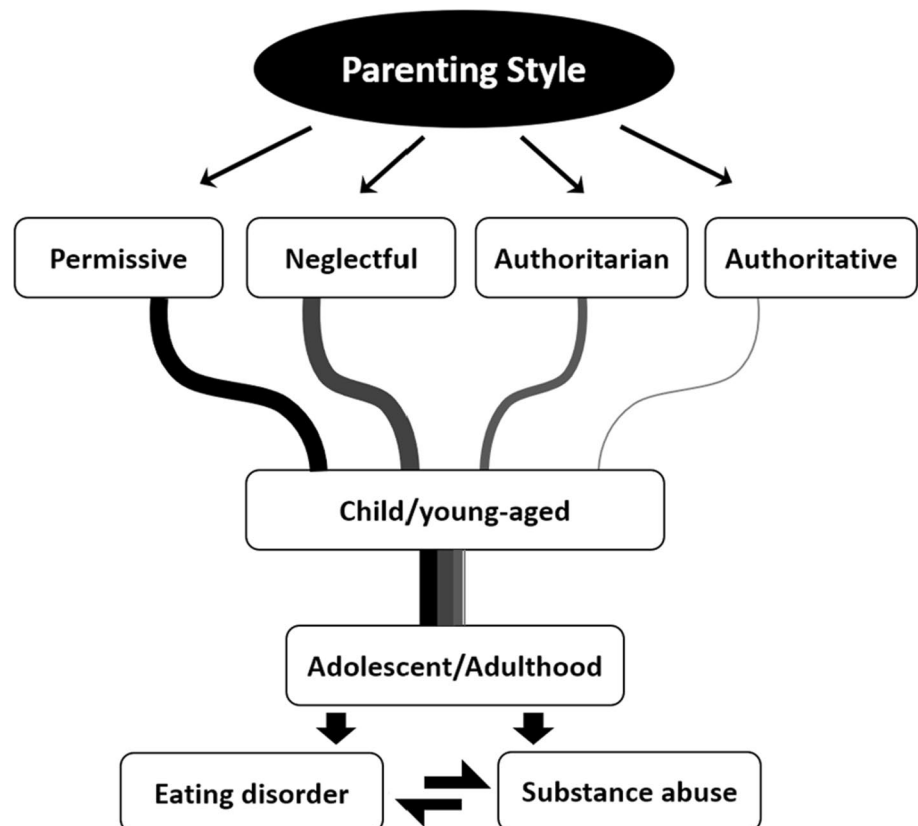 Parenting Style
Permissive
Neglectful
Authoritarian
Authoritative
Child/young-aged
Adolescent/Adulthood
Eating disorder
Substance abuse